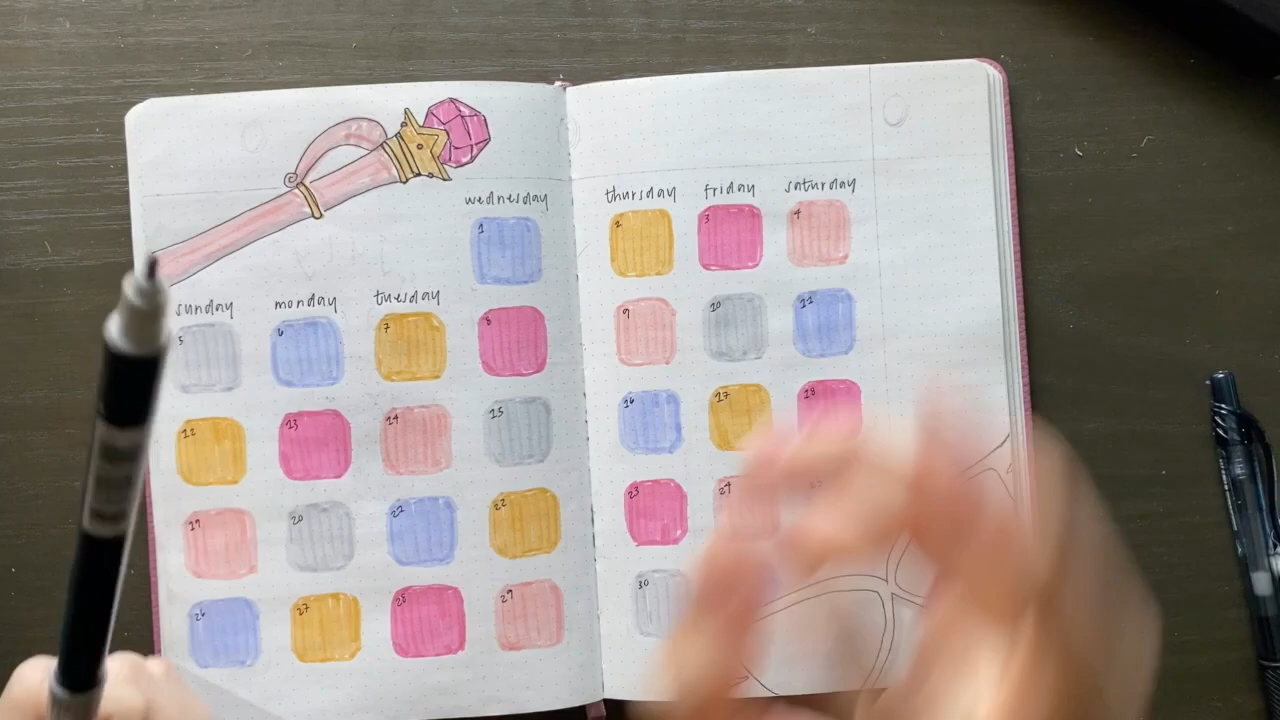 wednesday thursday friday saturday
1 2 3 4
sunday monday tuesday
5 6 7 8 9 10 11
12 13 14 15 16 17 18
19 20 22 23 24
26 27 28 29 30